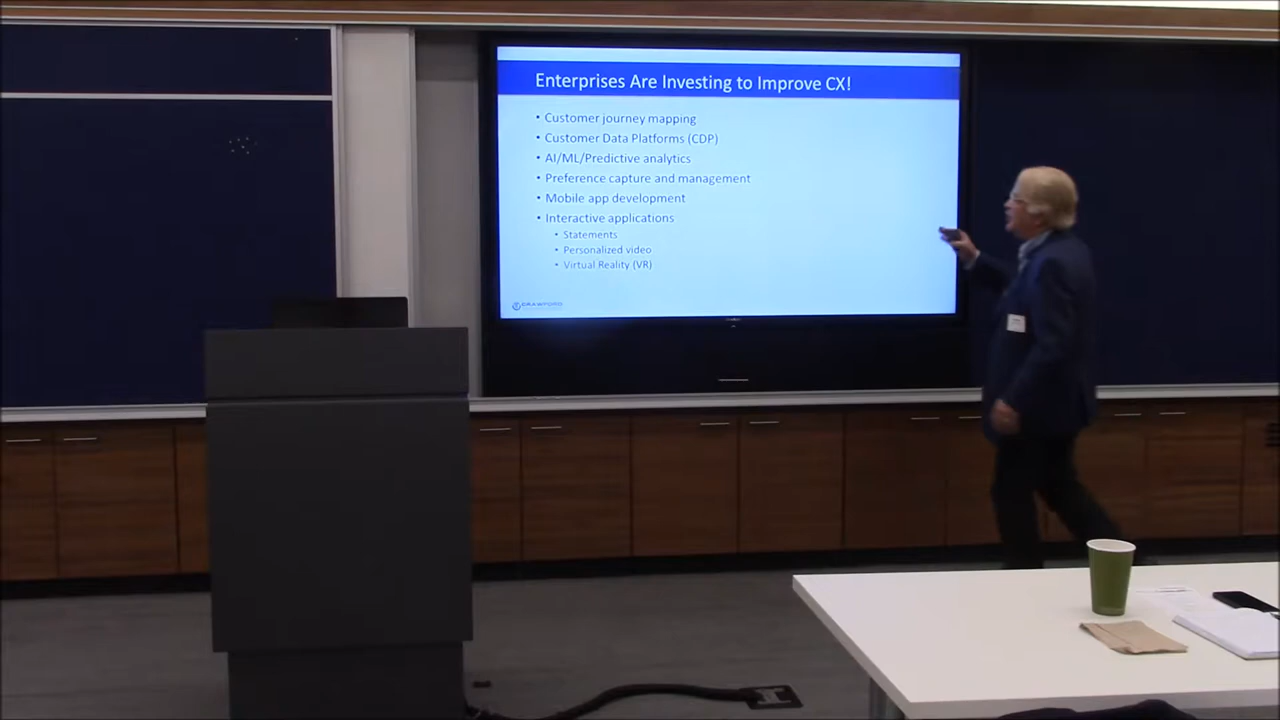 Enterprises Are Investing to Improve CX!
• Customer journey mapping
• Customer Data Platforms (CDP)
• AI/ML/Predictive analytics
• Preference capture and management
• Mobile app development
• Interactive applications
• Statements
• Personalized video
• Virtual Reality (VR)
CRAWFORD